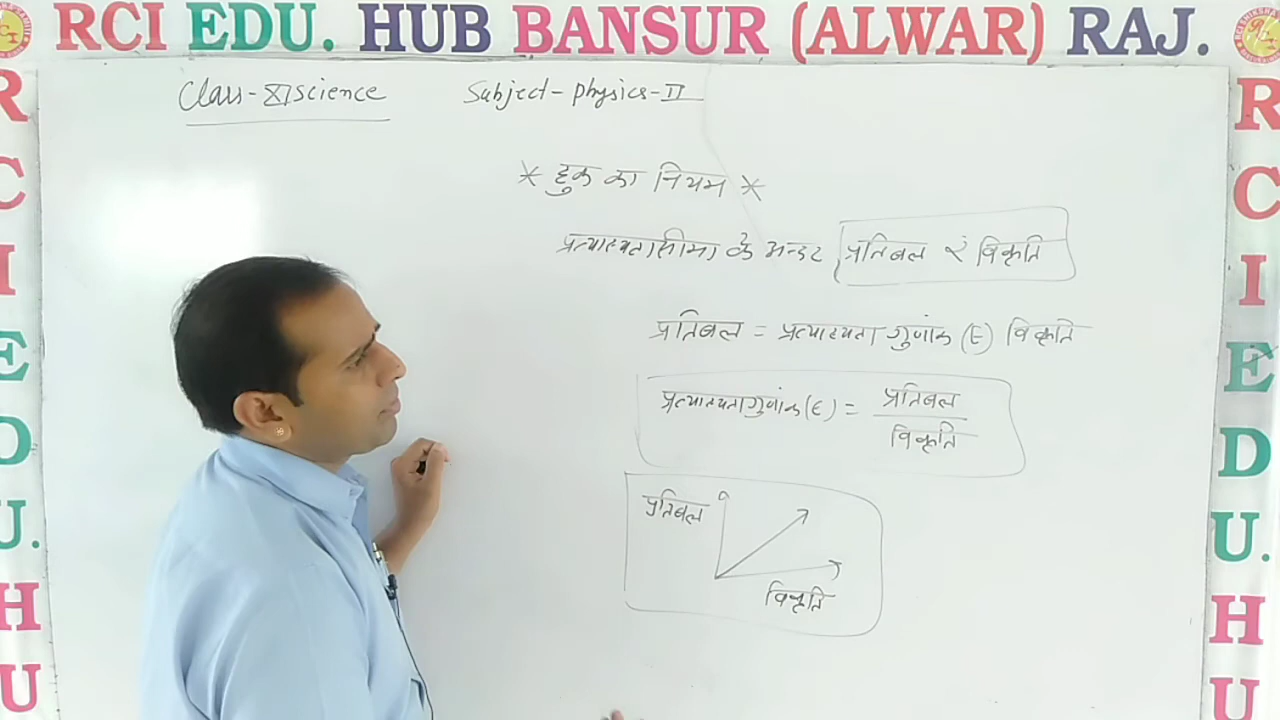 RCI EDU. HUB BANSUR (ALWAR) RAJ.
R
C
I
E
D
U.
H
U
Class-XI Science
Subject-physics-II
* हुक का नियम *
प्रत्यास्थता सीमा के अन्दर प्रतिबल ∝ विकृति
प्रतिबल = प्रत्यास्थता गुणांक (E) विकृति
प्रत्यास्थता गुणांक (E) = प्रतिबल
विकृति
प्रतिबल
विकृति
R
C
I
E
D
U.
H
U